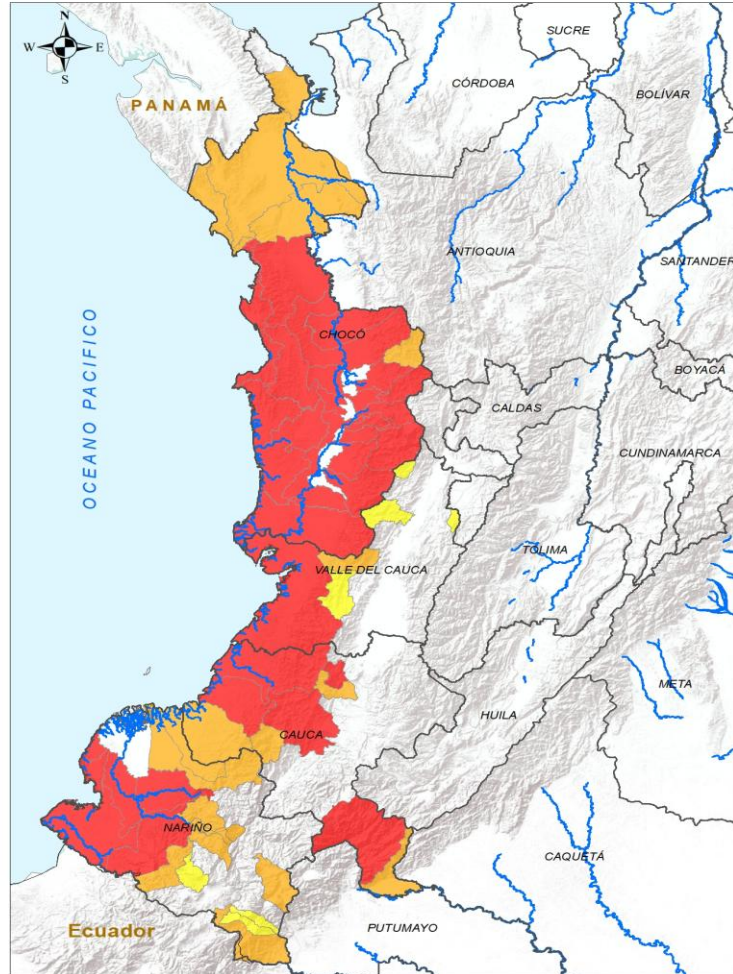 N
W E
S
SUCRE
CÓRDOBA
PANAMÁ
BOLÍVAR
ANTIOQUIA
SANTANDER
OCEANO PACIFICO
CHOCÓ
BOYACÁ
CALDAS
CUNDINAMARCA
TOLIMA
VALLE DEL CAUCA
META
HUILA
CAUCA
NARIÑO
CAQUETÁ
PUTUMAYO
Ecuador